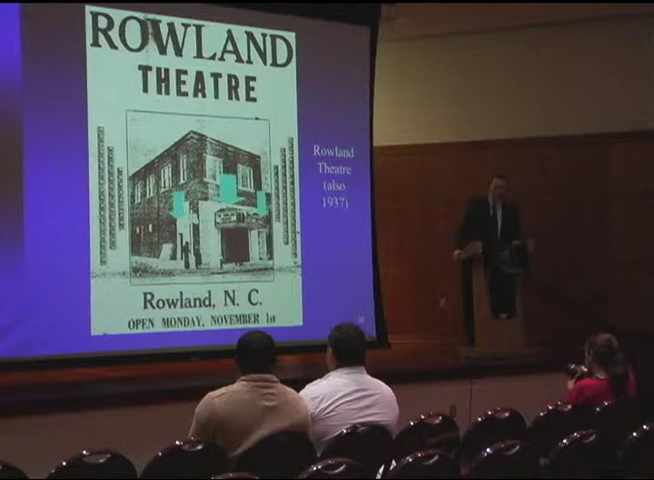 ROWLAND
THEATRE
Rowland, N. C.
OPEN MONDAY, NOVEMBER 1st
Rowland
Theatre
(also
1937)